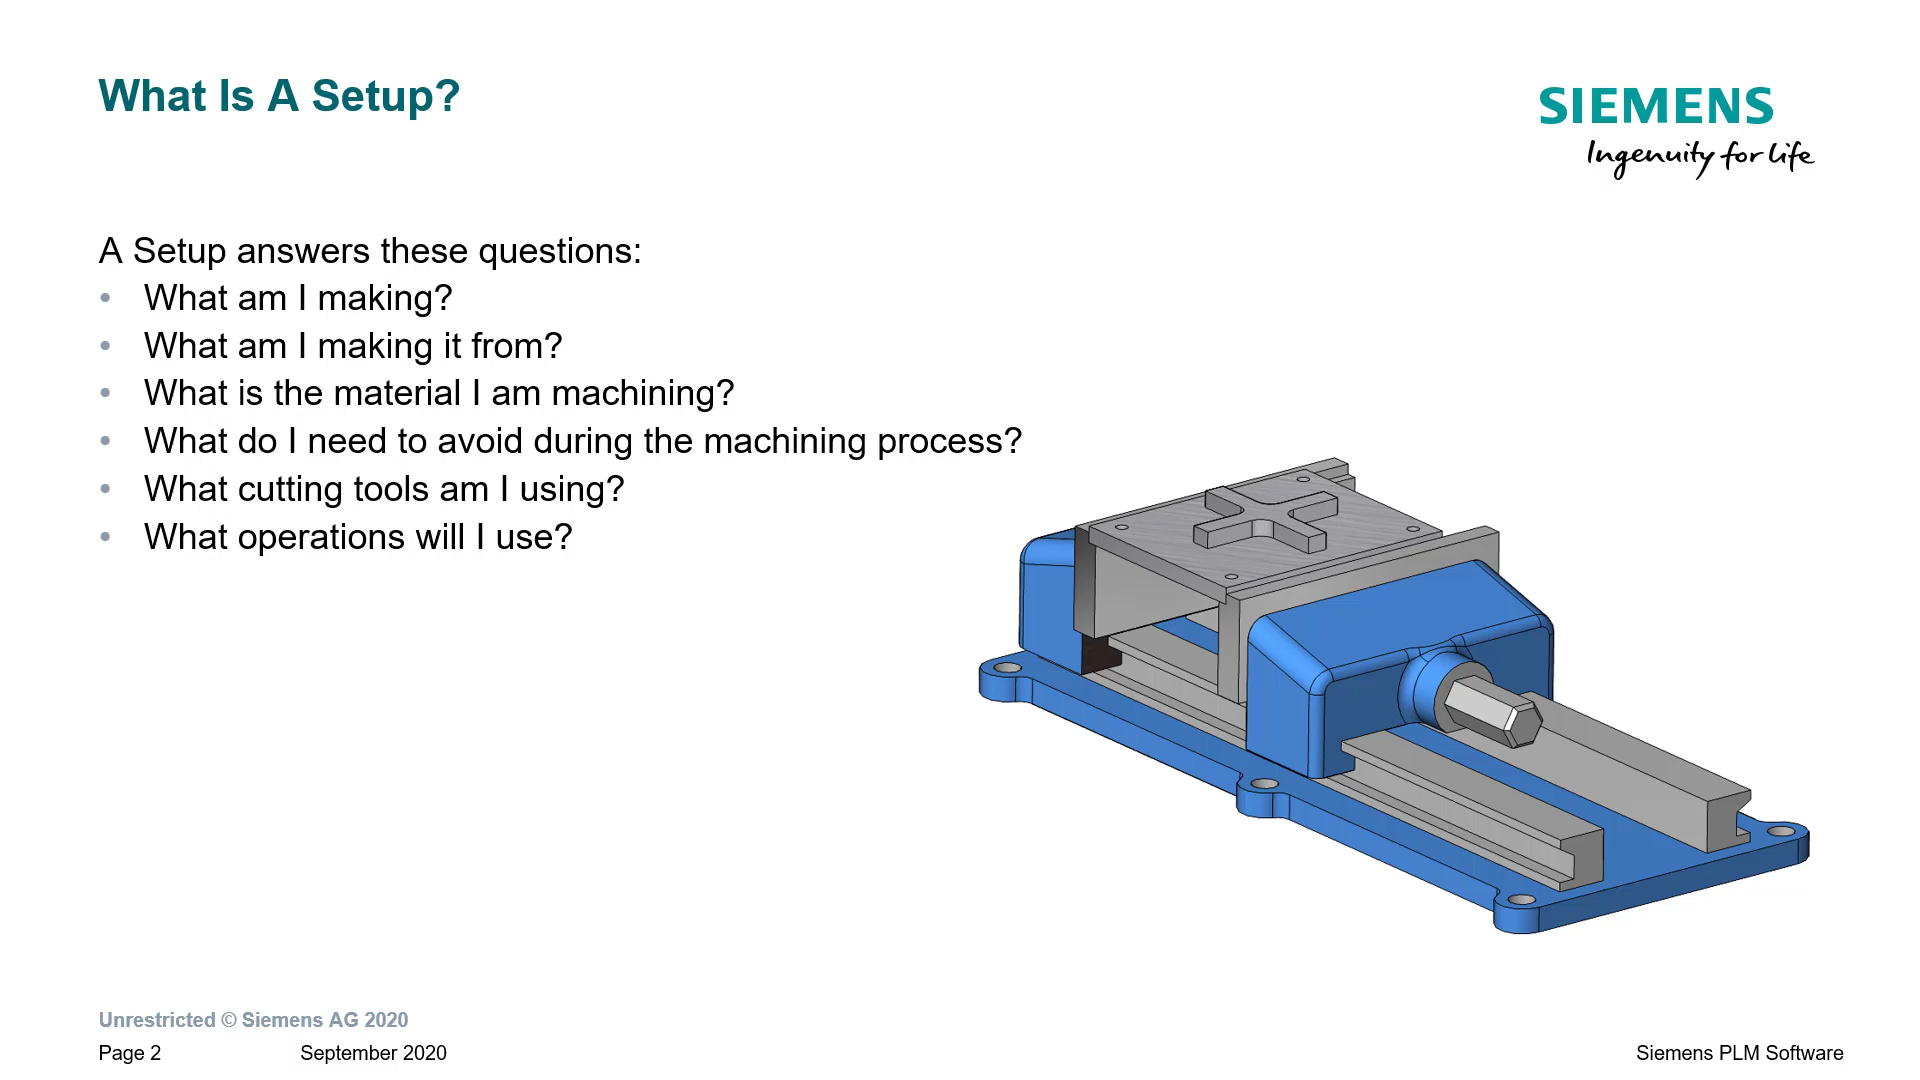 What Is A Setup?
SIEMENS
Ingenuity for life
A Setup answers these questions:
• What am I making?
• What am I making it from?
• What is the material I am machining?
• What do I need to avoid during the machining process?
• What cutting tools am I using?
• What operations will I use?
Unrestricted © Siemens AG 2020
Page 2 September 2020 Siemens PLM Software